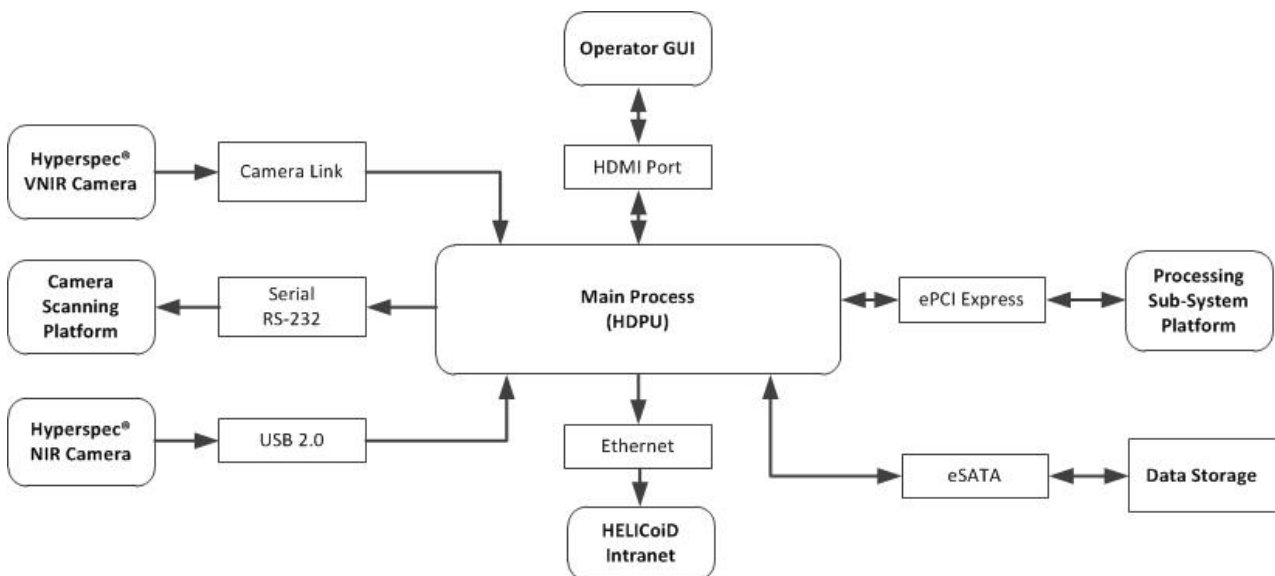 Operator GUI
Hyperspec®
VNIR Camera
Camera Link
HDMI Port
Camera
Scanning
Platform
Serial
RS-232
Main Process
(HDPU)
ePCI Express
Processing
Sub-System
Platform
Hyperspec®
NIR Camera
USB 2.0
Ethernet
eSATA
Data Storage
HELICoiD
Intranet